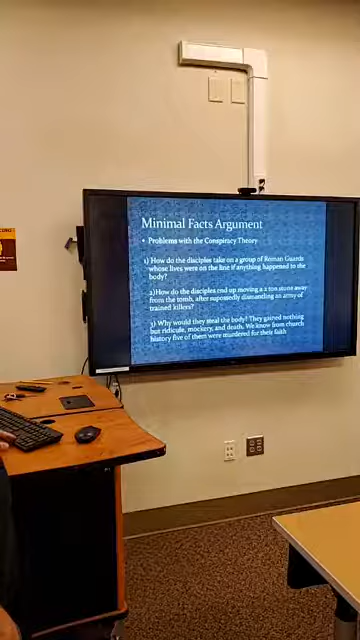 Minimal Facts Argument
• Problems with the Conspiracy Theory
1) How do the disciples take on a group of Roman Guards
whose lives were on the line if anything happened to the
body?
2)How do the disciples end up moving a 2 ton stone away
from the tomb, after supposedly dismantling an army of
trained killers?
3) Why would they steal the body? They gained nothing
but ridicule, mockery, and death. We know from church
history five of them were murdered for their faith